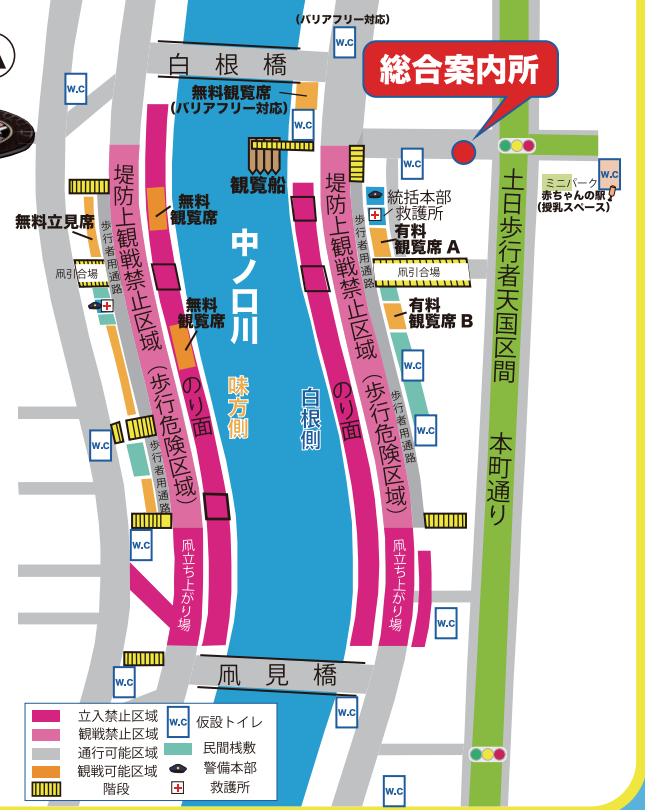 (バリアフリー対応)
W.C
白根橋
総合案内所
W.C
無料観覧席
(バリアフリー対応)
W.C
観覧船
W.C
ミニパーク
W.C
赤ちゃんの駅
(授乳スペース)
統括本部
救護所
無料
観覧席
無料立見席
歩行者用通路
堤防上観戦禁止区域（歩行危険区域）
堤防上観戦禁止区域（歩行危険区域）
歩行者用通路
有料
観覧席 A
凧引合場
凧引合場
中ノ口川
土日歩行者天国区間
無料
観覧席
有料
観覧席 B
W.C
味方側
白根側
のり面
のり面
歩行者用通路
W.C
本町通り
W.C
歩行者用通路
W.C
凧立ち上がり場
凧立ち上がり場
W.C
凧見橋
W.C
W.C
W.C
立入禁止区域
観戦禁止区域
通行可能区域
観戦可能区域
階段
W.C
仮設トイレ
民間桟敷
警備本部
救護所